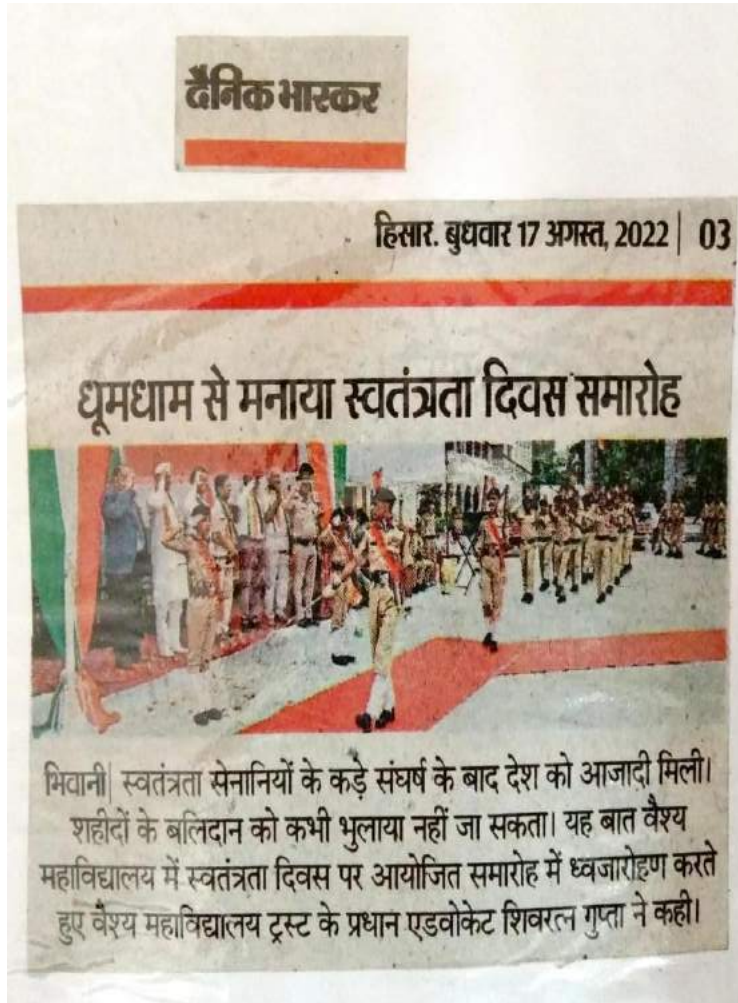 दैनिक भास्कर
हिसार. बुधवार 17 अगस्त, 2022 | 03
धूमधाम से मनाया स्वतंत्रता दिवस समारोह
भिवानी| स्वतंत्रता सेनानियों के कड़े संघर्ष के बाद देश को आजादी मिली।
शहीदों के बलिदान को कभी भुलाया नहीं जा सकता। यह बात वैश्य
महाविद्यालय में स्वतंत्रता दिवस पर आयोजित समारोह में ध्वजारोहण करते
हुए वैश्य महाविद्यालय ट्रस्ट के प्रधान एडवोकेट शिवरत्न गुप्ता ने कही।